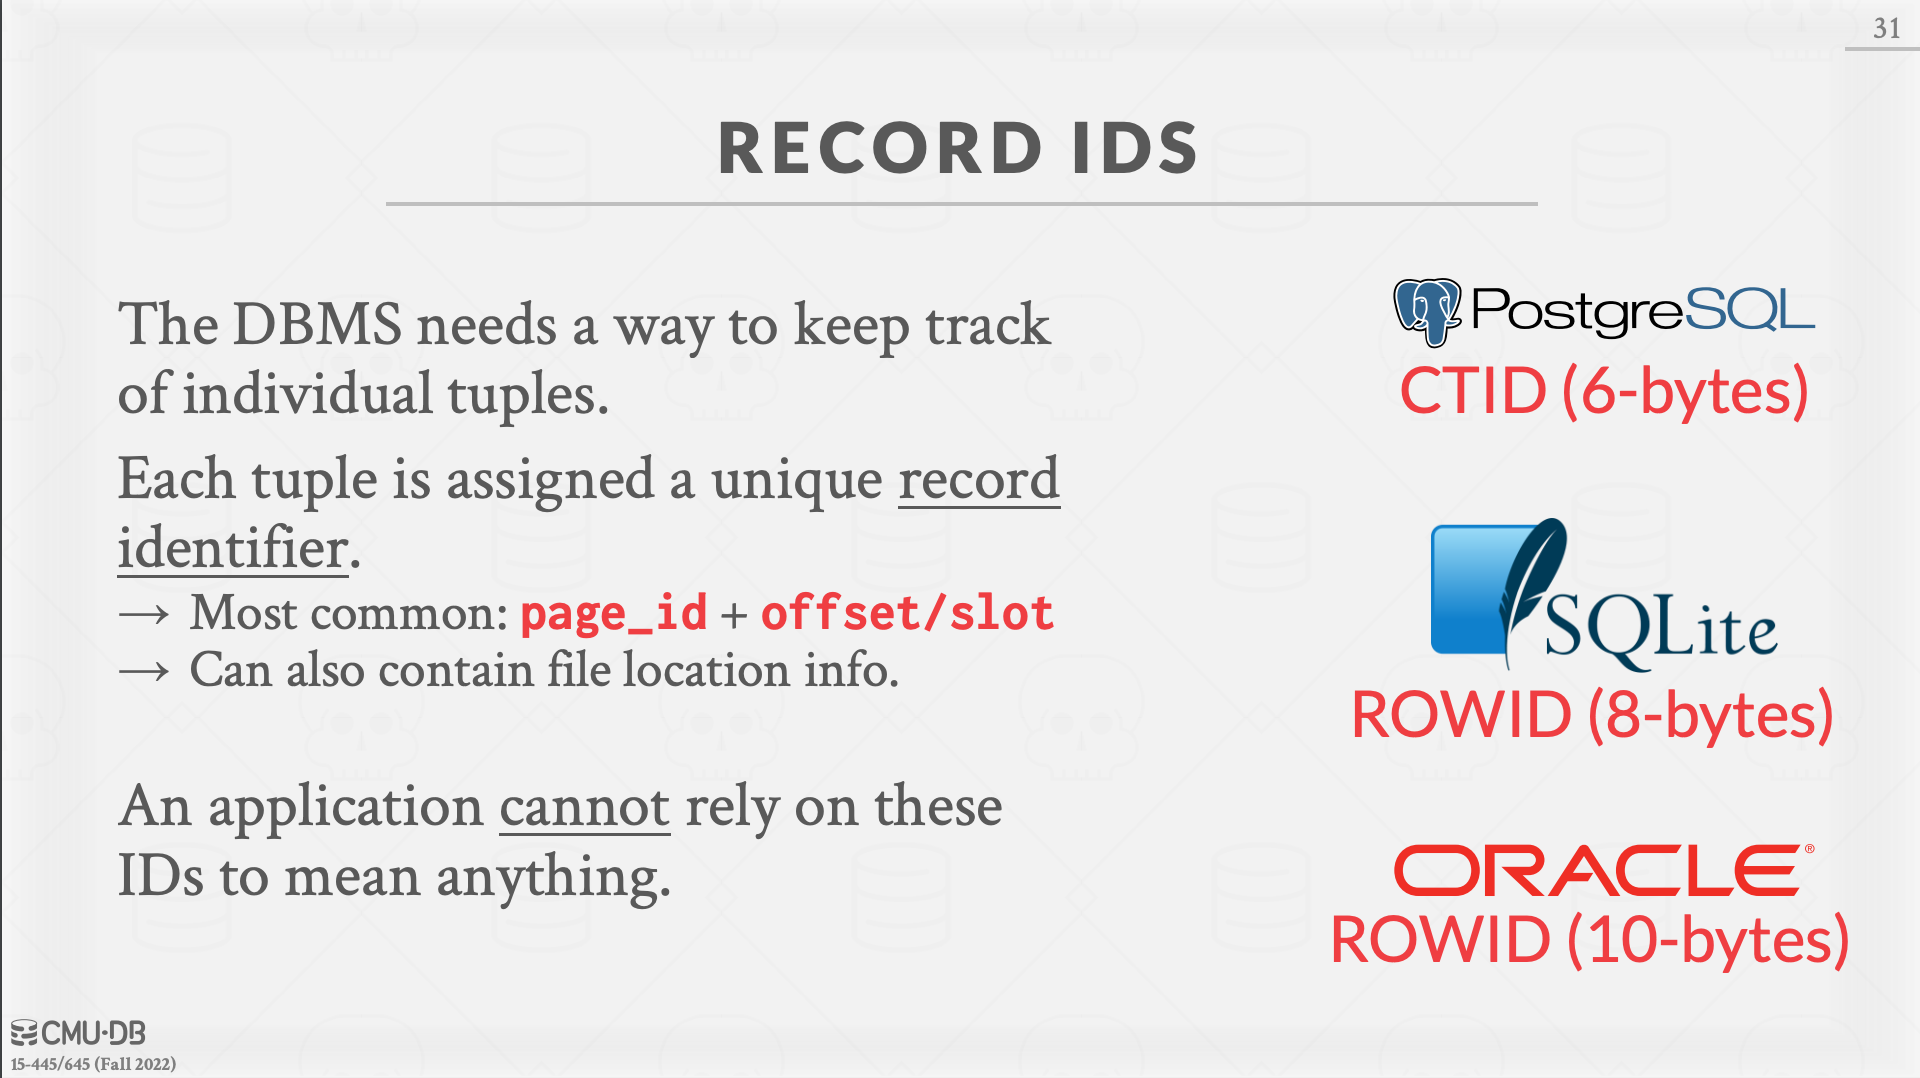 31
RECORD IDS
The DBMS needs a way to keep track
of individual tuples.
Each tuple is assigned a unique record
identifier.
→ Most common: page_id + offset/slot
→ Can also contain file location info.
An application cannot rely on these
IDs to mean anything.
PostgreSQL
CTID (6-bytes)
SQLite
ROWID (8-bytes)
ORACLE®
ROWID (10-bytes)
CMU·DB
15-445/645 (Fall 2022)